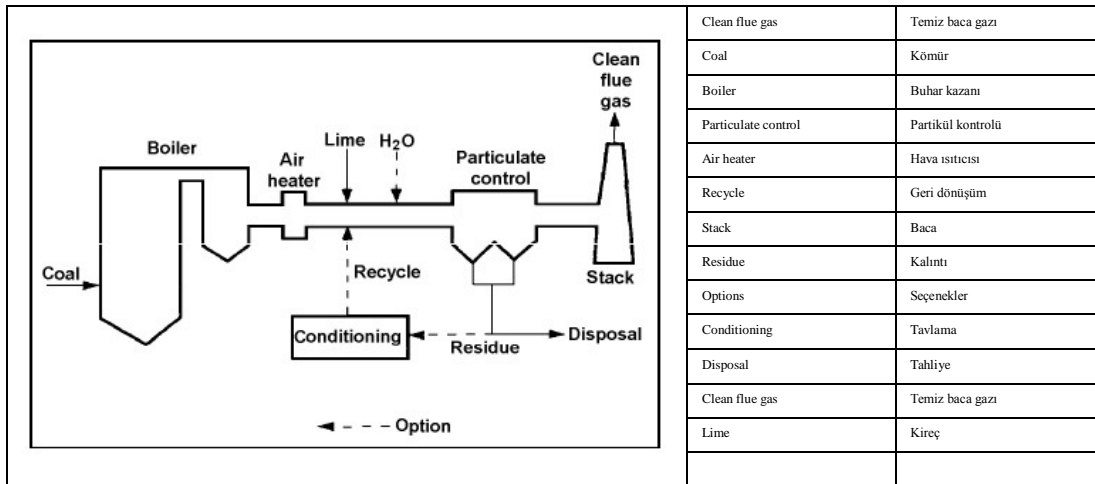 Clean
flue
gas
Lime
H2O
Boiler
Air
heater
Particulate
control
Coal
Recycle
Stack
Conditioning
Residue
Disposal
Option
Clean flue gas Temiz baca gazı
Coal Kömür
Boiler Buhar kazanı
Particulate control Partikül kontrolü
Air heater Hava ısıtıcısı
Recycle Geri dönüşüm
Stack Baca
Residue Kalıntı
Options Seçenekler
Conditioning Tavlama
Disposal Tahliye
Clean flue gas Temiz baca gazı
Lime Kireç